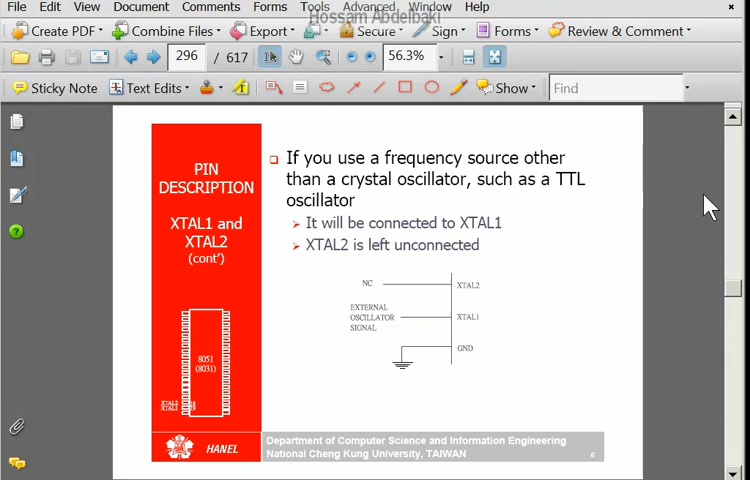 File Edit View Document Comments Forms Tools Advanced Window Help
Hossam Abdelbaki
Create PDF Combine Files Export Secure Sign Forms Review & Comment
296 / 617 56.3%
Sticky Note Text Edits Show Find
PIN
DESCRIPTION
XTAL1 and
XTAL2
(cont')
8051
(8031)
XTAL2
XTAL1
HANEL
If you use a frequency source other
than a crystal oscillator, such as a TTL
oscillator
It will be connected to XTAL1
XTAL2 is left unconnected
NC XTAL2
EXTERNAL
OSCILLATOR XTAL1
SIGNAL
GND
Department of Computer Science and Information Engineering
National Cheng Kung University, TAIWAN 6